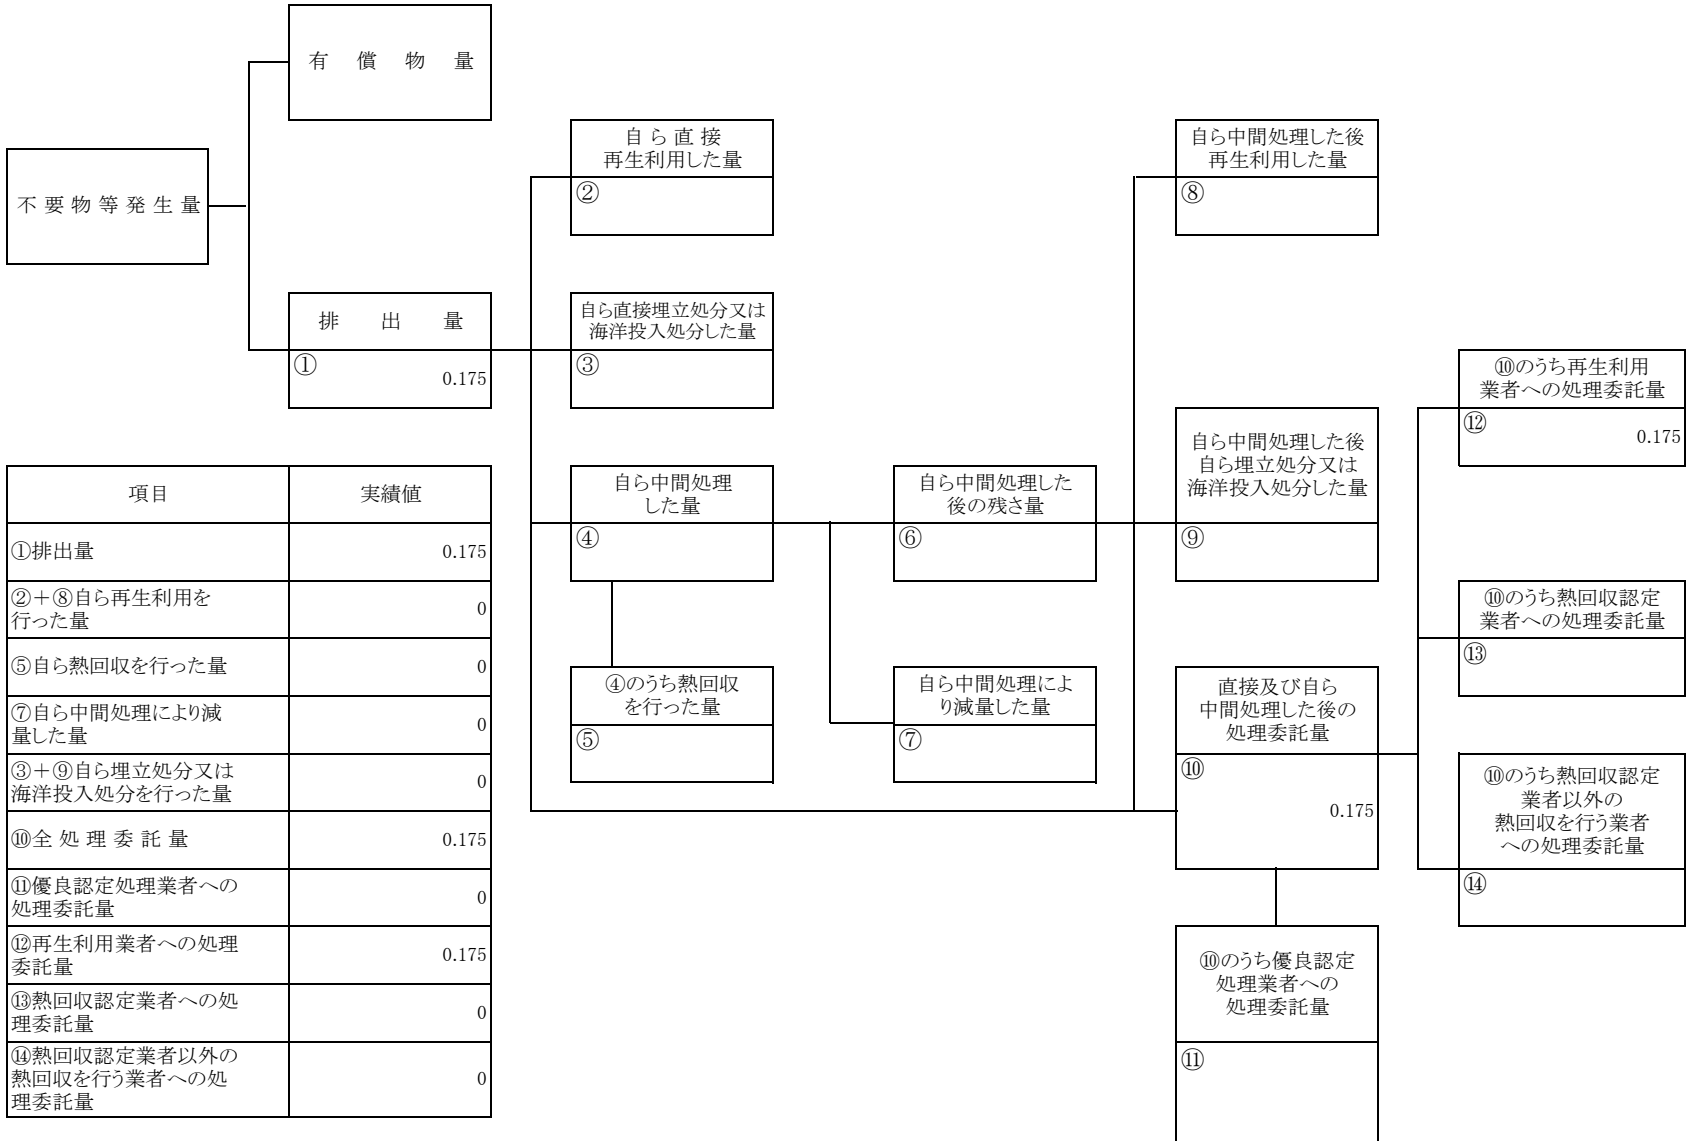 有償物量
不要物等発生量
排出量
①
0.175
自ら直接
再生利用した量
②
自ら直接埋立処分又は
海洋投入処分した量
③
自ら中間処理
した量
④
④のうち熱回収
を行った量
⑤
自ら中間処理した
後の残さ量
⑥
自ら中間処理によ
り減量した量
⑦
自ら中間処理した後
再生利用した量
⑧
自ら中間処理した後
自ら埋立処分又は
海洋投入処分した量
⑨
直接及び自ら
中間処理した後の
処理委託量
⑩
0.175
⑩のうち優良認定
処理業者への
処理委託量
⑪
⑩のうち再生利用
業者への処理委託量
⑫
0.175
⑩のうち熱回収認定
業者への処理委託量
⑬
⑩のうち熱回収認定
業者以外の
熱回収を行う業者
への処理委託量
⑭
項目 実績値
①排出量 0.175
②＋⑧自ら再生利用を
行った量 0
⑤自ら熱回収を行った量 0
⑦自ら中間処理により減
量した量 0
③＋⑨自ら埋立処分又は
海洋投入処分を行った量 0
⑩全処理委託量 0.175
⑪優良認定処理業者への
処理委託量 0
⑫再生利用業者への処理
委託量 0.175
⑬熱回収認定業者への処
理委託量 0
⑭熱回収認定業者以外の
熱回収を行う業者への処
理委託量 0